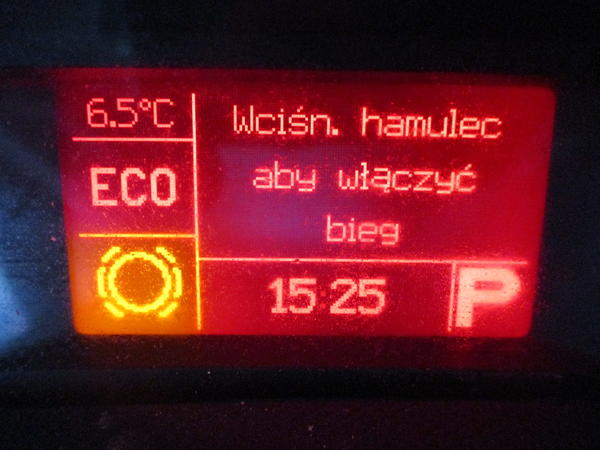 6.5°C
Wciśn. hamulec
aby włączyć
bieg
ECO
15:25
P